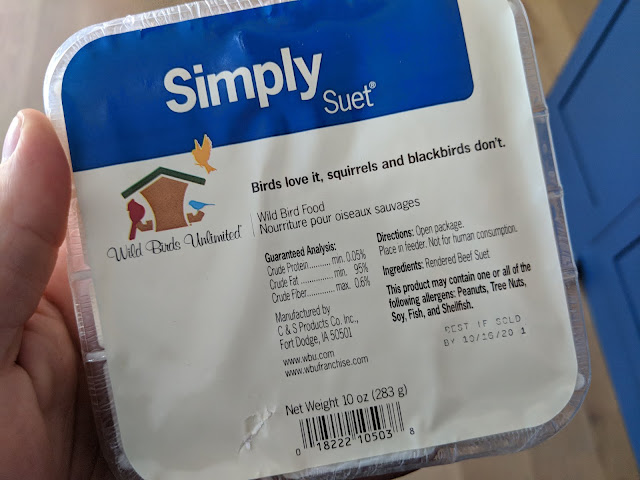 Simply
Suet®
Birds love it, squirrels and blackbirds don't.
Wild Birds Unlimited
Wild Bird Food
Nourriture pour oiseaux sauvages
Guaranteed Analysis:
Crude Protein.......... min. 0.05%
Crude Fat ............... min. 95%
Crude Fiber............ max. 0.6%
Manufactured by
C & S Products Co. Inc.,
Fort Dodge, IA 50501
www.wbu.com
www.wbufranchise.com
Directions: Open package.
Place in feeder. Not for human consumption.
Ingredients: Rendered Beef Suet
This product may contain one or all of the
following allergens: Peanuts, Tree Nuts,
Soy, Fish, and Shellfish.
BEST IF SOLD
BY
Net Weight 10 oz (283 g)
0 18222 10503 8